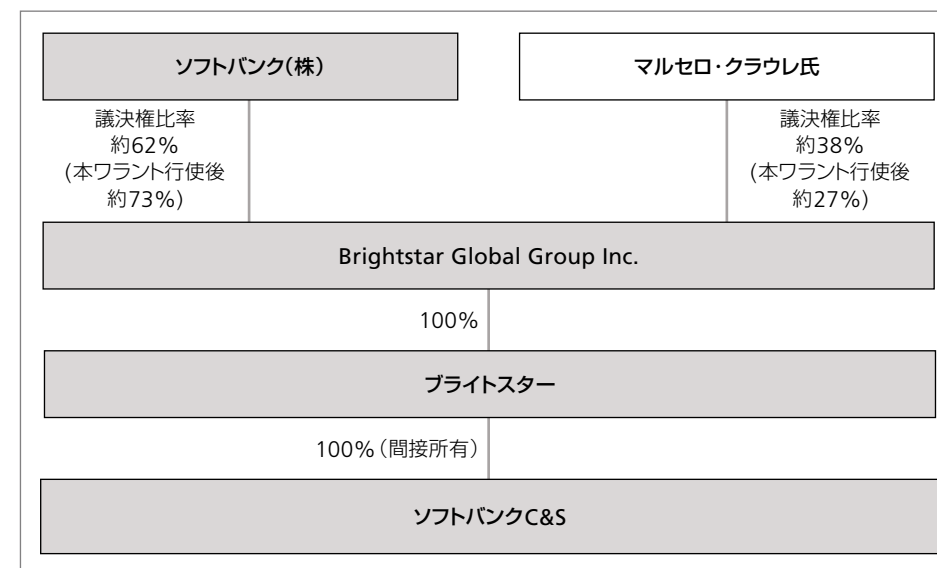 ソフトバンク(株)
マルセロ・クラウレ氏
議決権比率
約62%
(本ワラント行使後
約73%)
議決権比率
約38%
(本ワラント行使後
約27%)
Brightstar Global Group Inc.
100%
ブライトスター
100%(間接所有)
ソフトバンクC&S